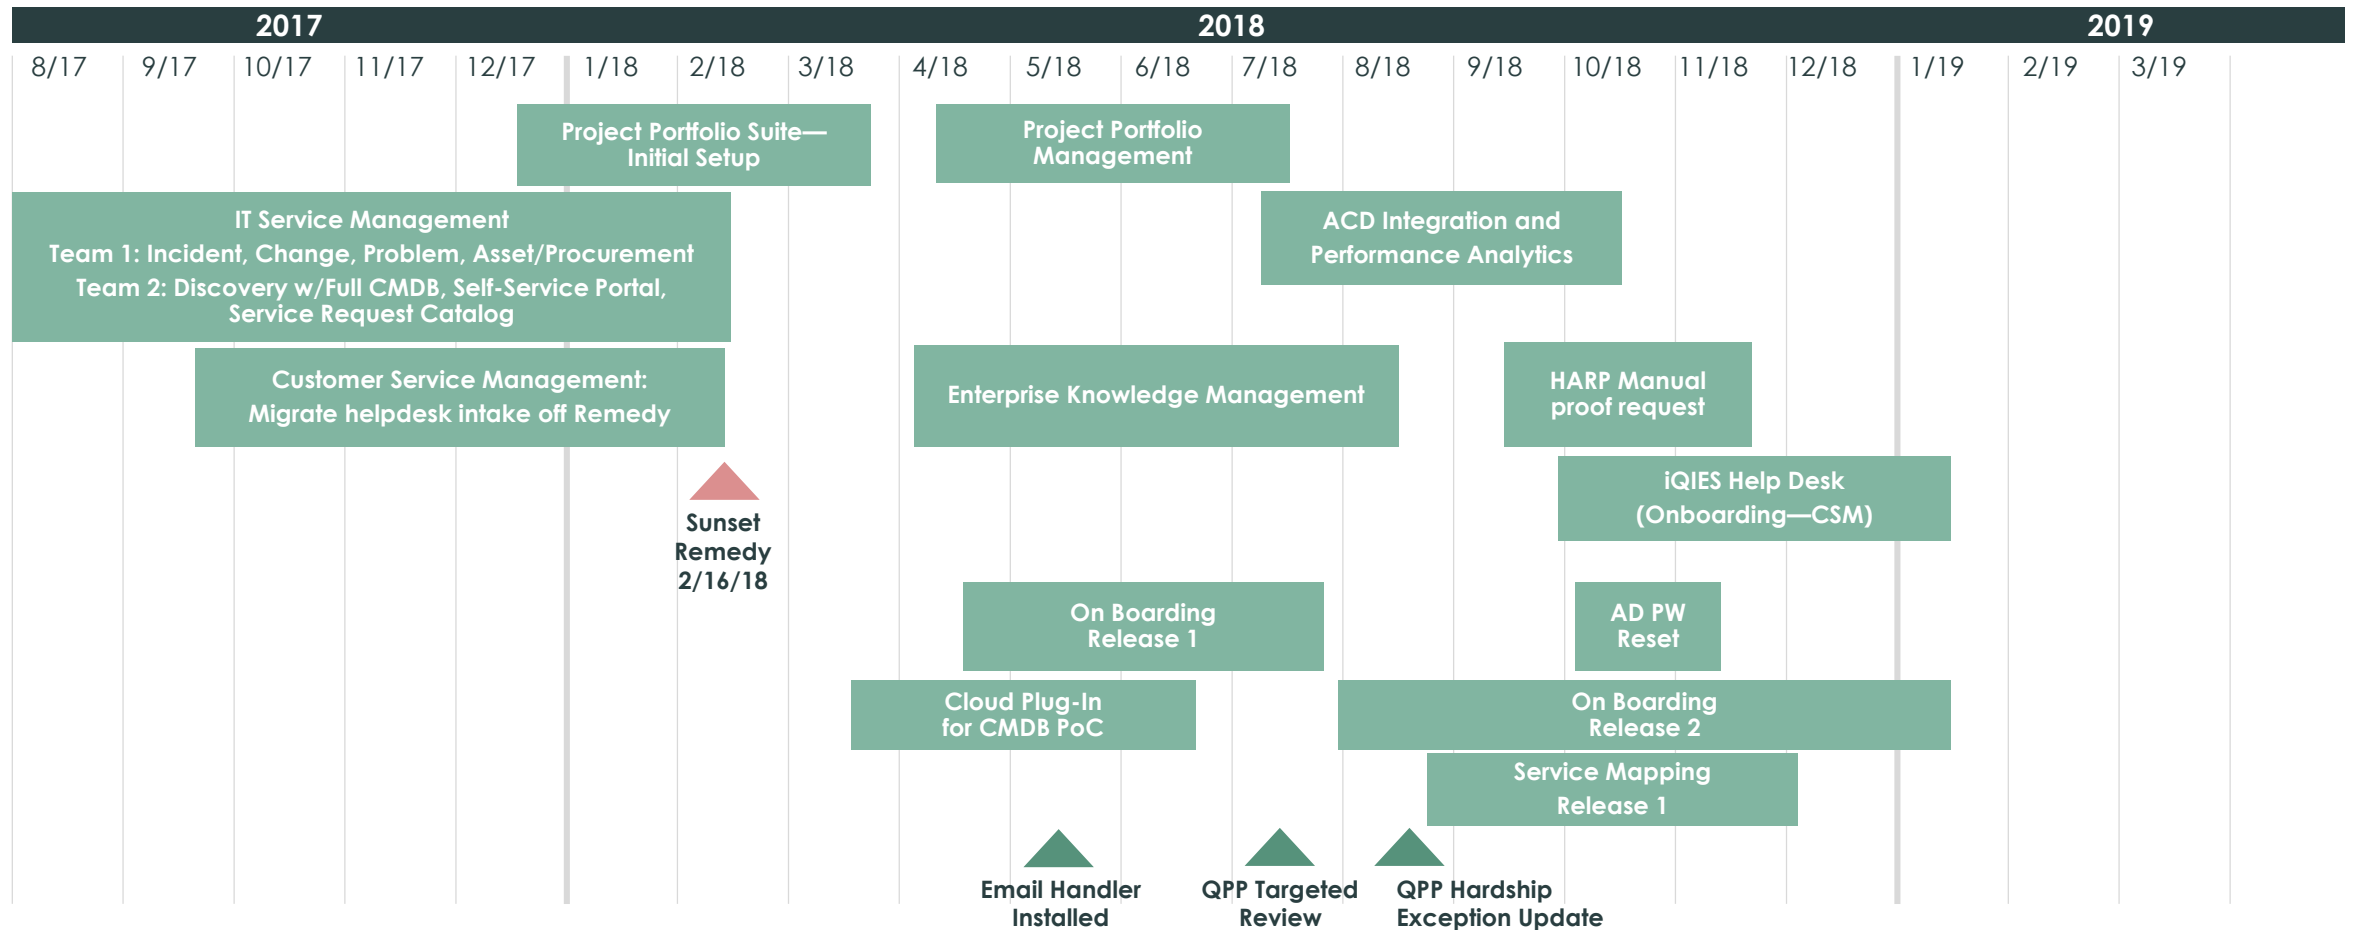 2017
2018
2019
8/17
9/17
10/17
11/17
12/17
1/18
2/18
3/18
4/18
5/18
6/18
7/18
8/18
9/18
10/18
11/18
12/18
1/19
2/19
3/19
Project Portfolio Suite—
Initial Setup
Project Portfolio
Management
IT Service Management
Team 1: Incident, Change, Problem, Asset/Procurement
Team 2: Discovery w/Full CMDB, Self-Service Portal,
Service Request Catalog
ACD Integration and
Performance Analytics
Customer Service Management:
Migrate helpdesk intake off Remedy
Enterprise Knowledge Management
HARP Manual
proof request
iQIES Help Desk
(Onboarding—CSM)
Sunset
Remedy
2/16/18
On Boarding
Release 1
AD PW
Reset
Cloud Plug-In
for CMDB PoC
On Boarding
Release 2
Service Mapping
Release 1
Email Handler
Installed
QPP Targeted
Review
QPP Hardship
Exception Update